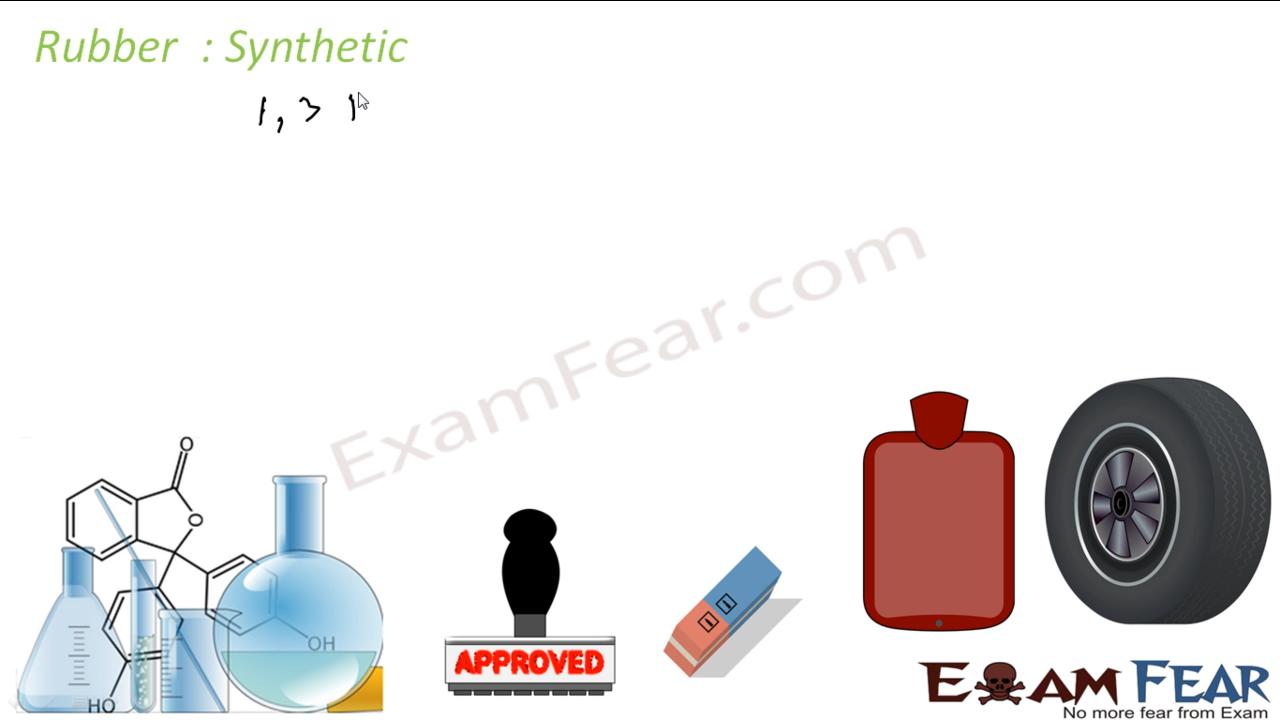 Rubber : Synthetic
1, 3
ExamFear.com
O
O
OH
HO
APPROVED
EXAM FEAR
No more fear from Exam